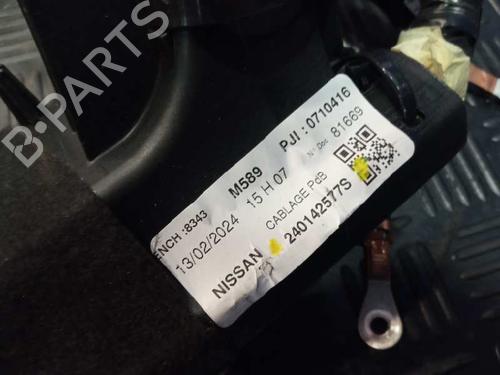 B-PARTS
ENCH :8343 M589 PJI : 0710416
13/02/2024 15 H 07 N° Doc 81669
CABLAGE PdB
NISSAN 240142577S